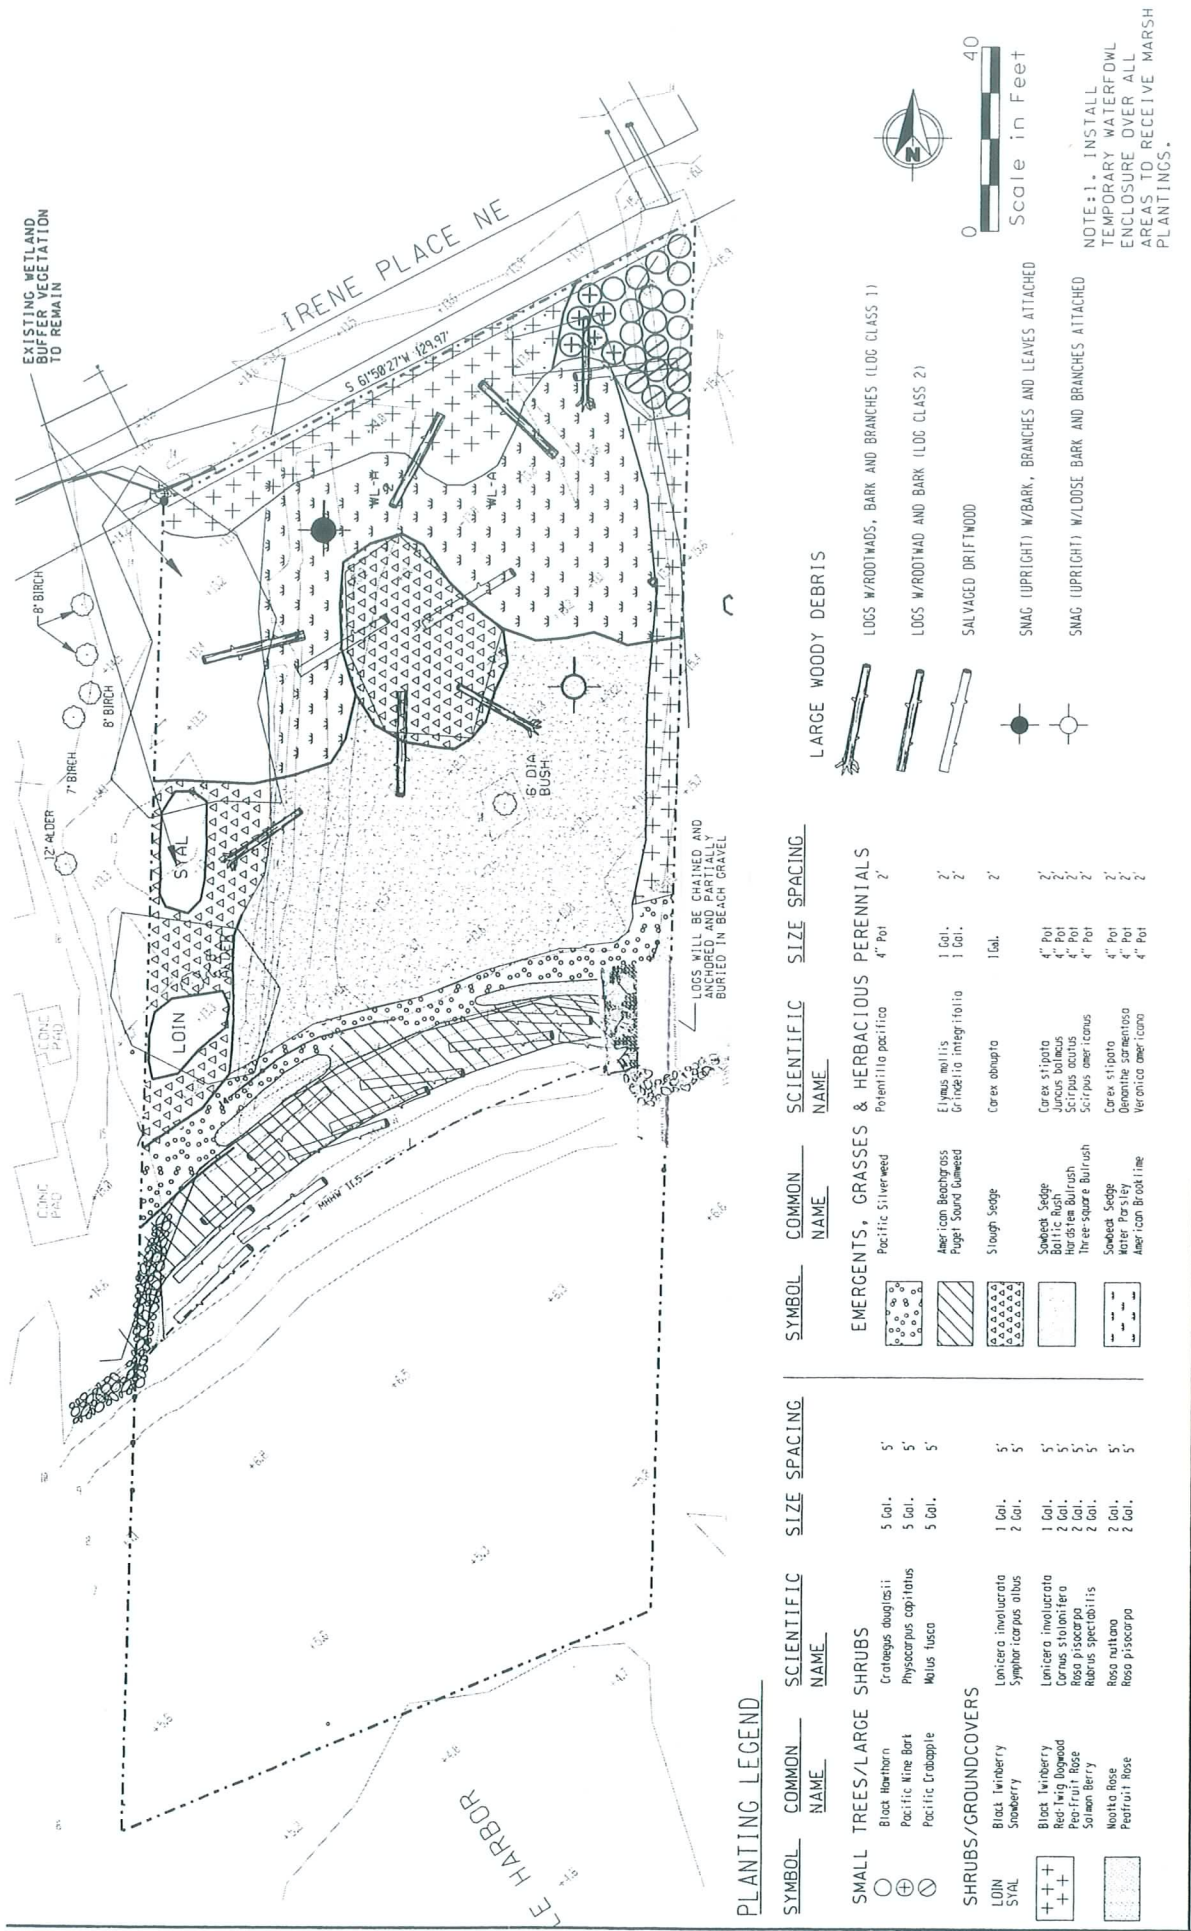 EXISTING WETLAND
BUFFER VEGETATION
TO REMAIN
8' BIRCH
8' BIRCH
7' BIRCH
12' ALDER
IRENE PLACE NE
S 61°50'27"W 129.97'
WL-A
WL-A
SYAL
LOIN
ALDER
CONC
PAD
CONC
PAD
6' DIA
BUSH
MHHW 11.5
LOGS WILL BE CHAINED AND
ANCHORED AND PARTIALLY
BURIED IN BEACH GRAVEL
LE HARBOR
PLANTING LEGEND
SYMBOL COMMON NAME SCIENTIFIC NAME SIZE SPACING
SMALL TREES/LARGE SHRUBS
Black Hawthorn Crataegus douglasii 5 Gal. 5'
Pacific Nine Bark Physocarpus capitatus 5 Gal. 5'
Pacific Crabapple Malus fusca 5 Gal. 5'
SHRUBS/GROUNDCOVERS
LOIN Black Twinberry Lonicera involucrata 1 Gal. 5'
SYAL Snowberry Symphoricarpus albus 2 Gal. 5'
Black Twinberry Lonicera involucrata 1 Gal. 5'
Red-Twig Dogwood Cornus stolonifera 2 Gal. 5'
Pea-Fruit Rose Rosa pisocarpa 2 Gal. 5'
Salmon Berry Rubrus spectabilis 2 Gal. 5'
Nootka Rose Rosa nutkana 2 Gal. 5'
Peafruit Rose Rosa pisocarpa 2 Gal. 5'
SYMBOL COMMON NAME SCIENTIFIC NAME SIZE SPACING
EMERGENTS, GRASSES & HERBACIOUS PERENNIALS
Pacific Silverweed Potentilla pacifica 4" Pot 2'
American Beachgrass Elymus mollis 1 Gal. 2'
Puget Sound Gumweed Grindelia integrifolia 1 Gal. 2'
Slough Sedge Carex obnupta 1 Gal. 2'
Sawbeak Sedge Carex stipata 4" Pot 2'
Baltic Rush Juncus balticus 4" Pot 2'
Hardstem Bulrush Scirpus acutus 4" Pot 2'
Three-square Bulrush Scirpus americanus 4" Pot 2'
Sawbeak Sedge Carex stipata 4" Pot 2'
Water Parsley Oenanthe sarmentosa 4" Pot 2'
American Brooklime Veronica americana 4" Pot 2'
LARGE WOODY DEBRIS
LOGS W/ROOTWADS, BARK AND BRANCHES (LOG CLASS 1)
LOGS W/ROOTWAD AND BARK (LOG CLASS 2)
SALVAGED DRIFTWOOD
SNAG (UPRIGHT) W/BARK, BRANCHES AND LEAVES ATTACHED
SNAG (UPRIGHT) W/LOOSE BARK AND BRANCHES ATTACHED
N
0 40
Scale in Feet
NOTE:1. INSTALL
TEMPORARY WATERFOWL
ENCLOSURE OVER ALL
AREAS TO RECEIVE MARSH
PLANTINGS.